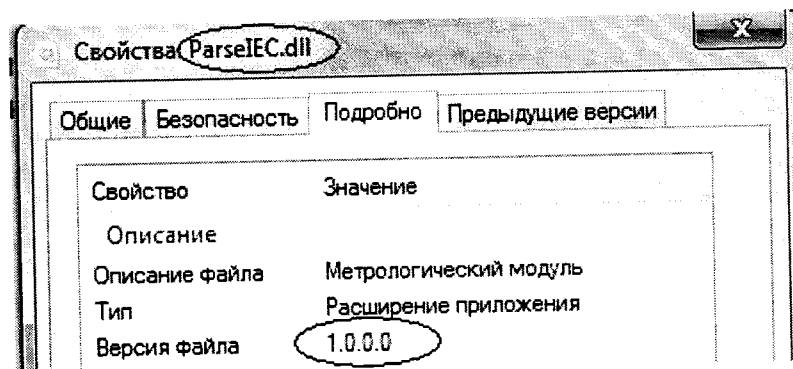 Свойства: ParseIEC.dll
Общие Безопасность Подробно Предыдущие версии
Свойство Значение
Описание
Описание файла Метрологический модуль
Тип Расширение приложения
Версия файла 1.0.0.0